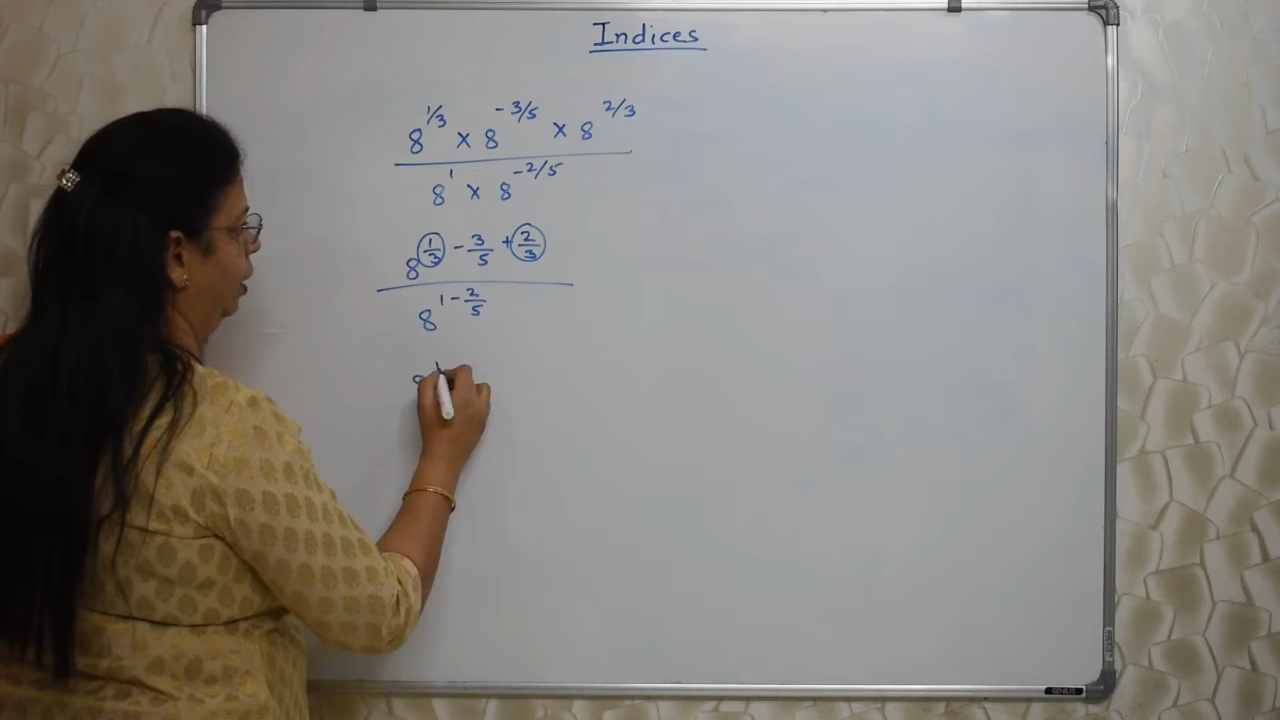 Indices
8^1/3 × 8^-3/5 × 8^2/3
8^1 × 8^-2/5
8^1/3 - 3/5 + 2/3
8^1 - 2/5
GENIUS